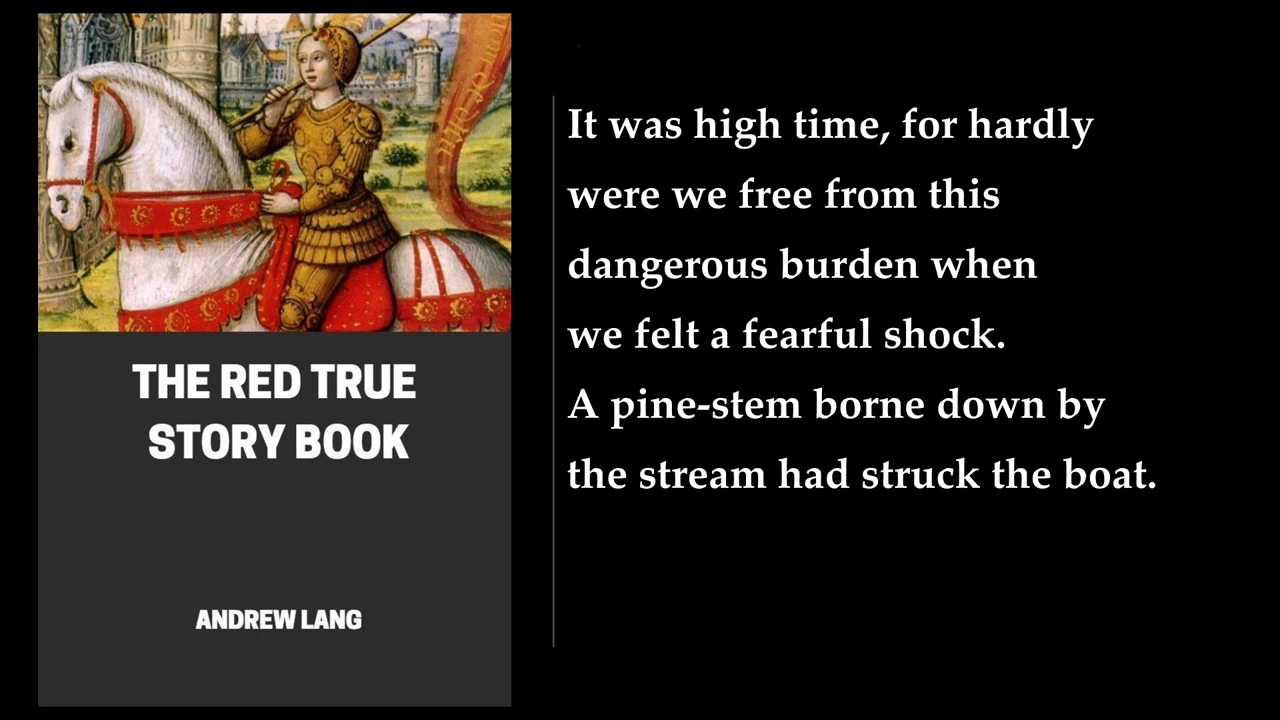 THE RED TRUE
STORY BOOK
ANDREW LANG
It was high time, for hardly
were we free from this
dangerous burden when
we felt a fearful shock.
A pine-stem borne down by
the stream had struck the boat.